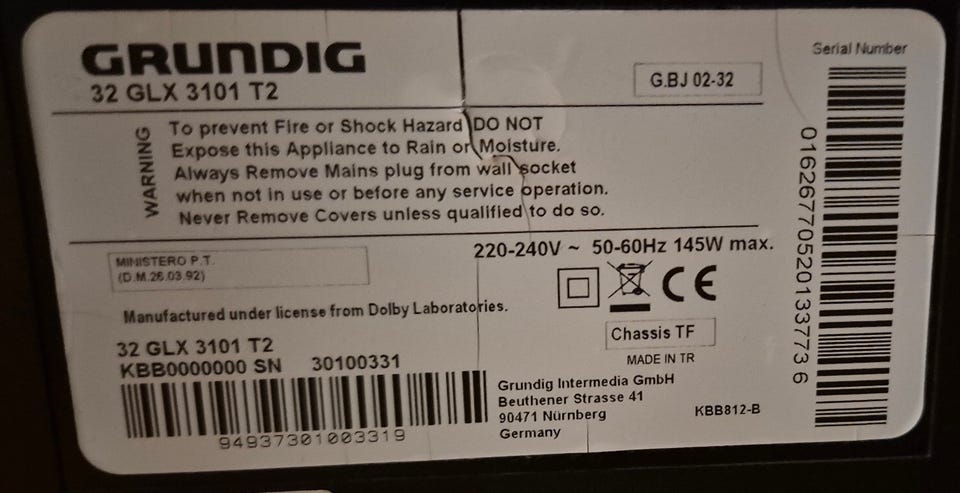 GRUNDIG
32 GLX 3101 T2
G.BJ 02-32
Serial Number
WARNING
To prevent Fire or Shock Hazard DO NOT
Expose this Appliance to Rain or Moisture.
Always Remove Mains plug from wall socket
when not in use or before any service operation.
Never Remove Covers unless qualified to do so.
0162677052013377 3 6
220-240V ~ 50-60Hz 145W max.
MINISTERO P.T.
(D.M.26.03.92)
CE
Manufactured under license from Dolby Laboratories.
Chassis TF
MADE IN TR
32 GLX 3101 T2
KBB0000000 SN 30100331
94937301003319
Grundig Intermedia GmbH
Beuthener Strasse 41
90471 Nürnberg
Germany
KBB812-B